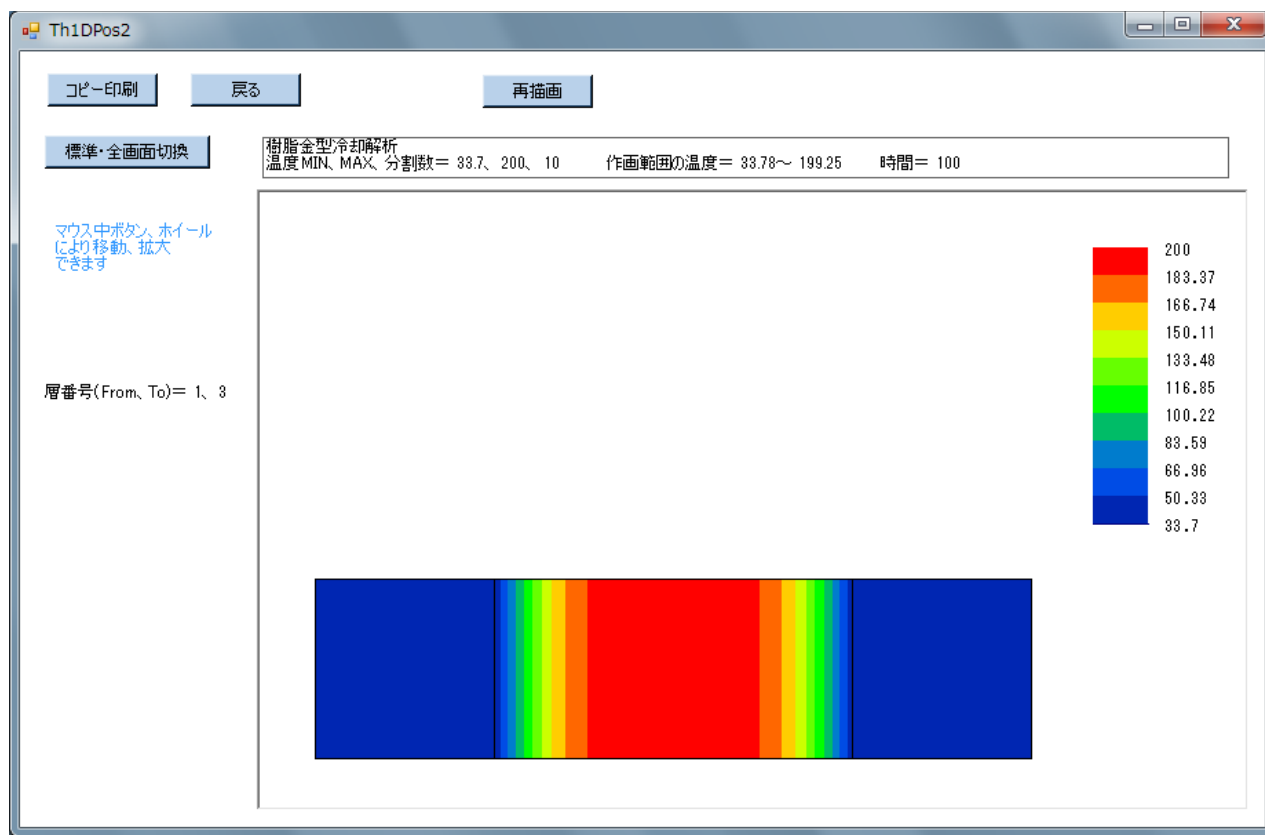 Th1DPos2
コピー印刷
戻る
再描画
標準・全画面切換
樹脂金型冷却解析
温度MIN、MAX、分割数＝ 33.7、 200、 10 作画範囲の温度＝ 33.78～ 199.25 時間＝ 100
マウス中ボタン、ホイール
により移動、拡大
できます
層番号(From、To)＝ 1、 3
200
183.37
166.74
150.11
133.48
116.85
100.22
83.59
66.96
50.33
33.7